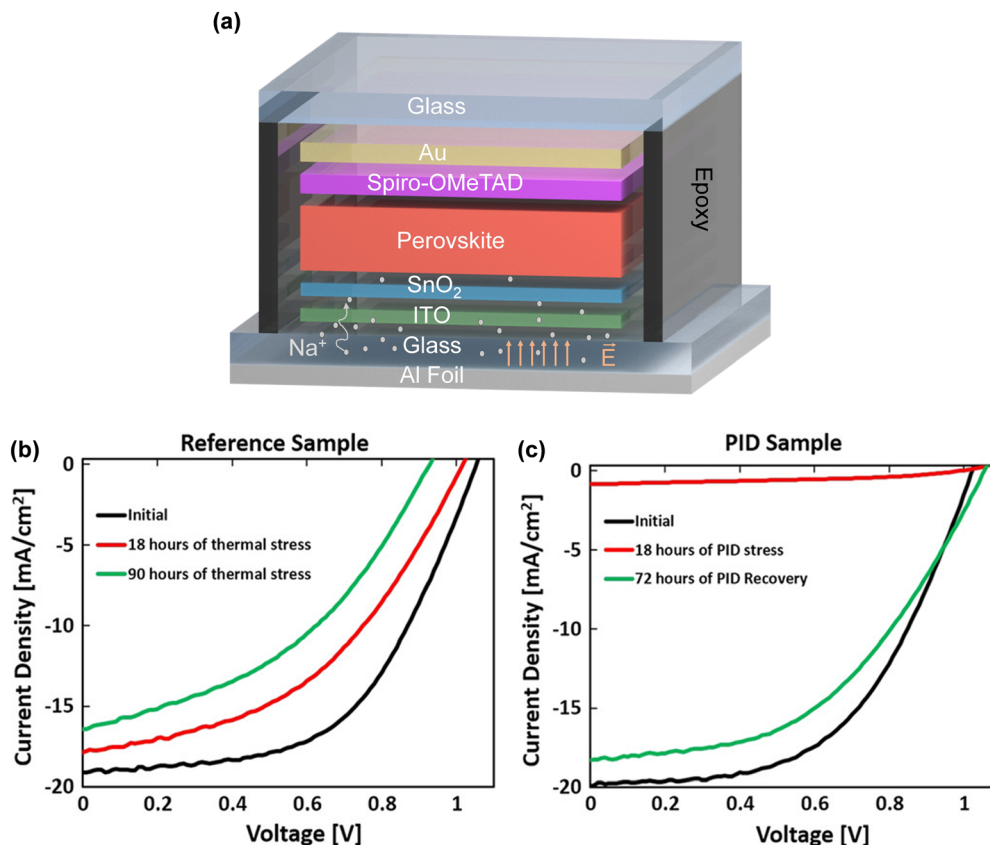 (a)
Glass
Au
Spiro-OMeTAD
Perovskite
SnO₂
ITO
Na⁺
Glass
E⃗
Al Foil
Epoxy
(b)
Reference Sample
Current Density [mA/cm²]
0
-5
-10
-15
-20
Initial
18 hours of thermal stress
90 hours of thermal stress
0 0.2 0.4 0.6 0.8 1
Voltage [V]
(c)
PID Sample
Current Density [mA/cm²]
0
-5
-10
-15
-20
Initial
18 hours of PID stress
72 hours of PID Recovery
0 0.2 0.4 0.6 0.8 1
Voltage [V]